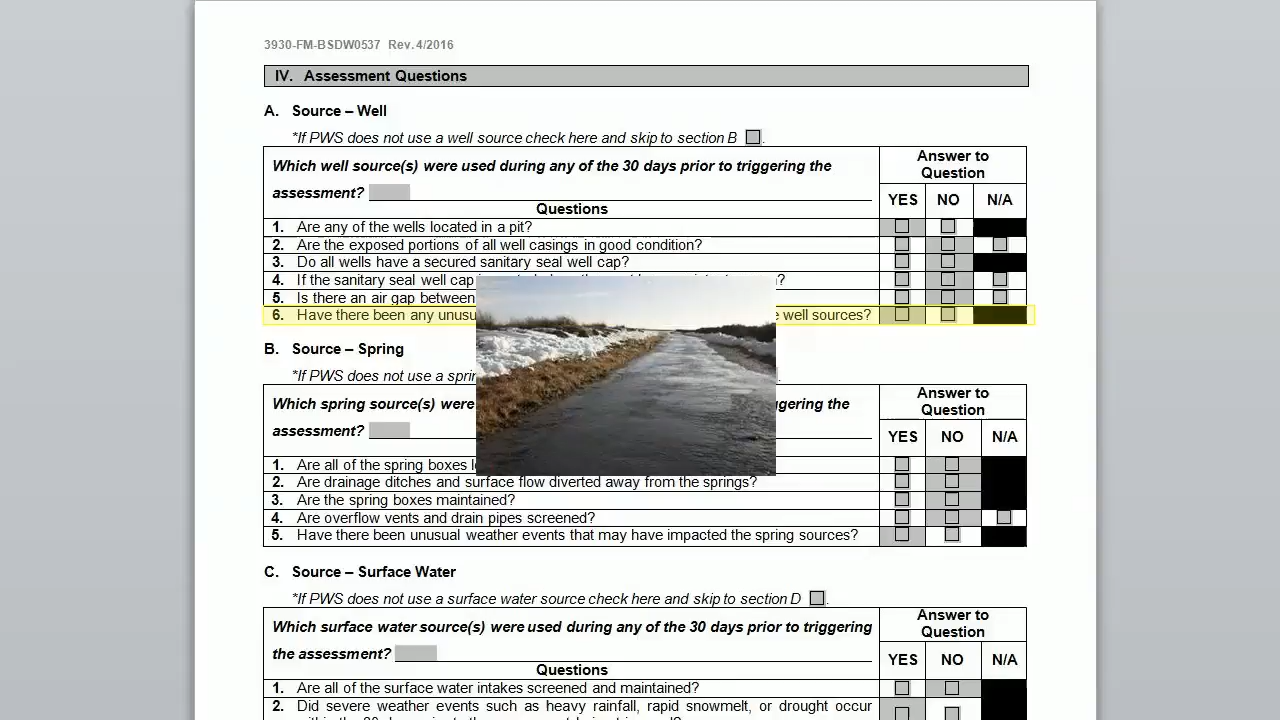 3930-FM-BSDW0537 Rev. 4/2016
IV. Assessment Questions
A. Source – Well
*If PWS does not use a well source check here and skip to section B .
Which well source(s) were used during any of the 30 days prior to triggering the
assessment?
Answer to
Question
Questions
YES NO N/A
1. Are any of the wells located in a pit?
2. Are the exposed portions of all well casings in good condition?
3. Do all wells have a secured sanitary seal well cap?
4. If the sanitary seal well cap ?
5. Is there an air gap between
6. Have there been any well sources?
B. Source – Spring
*If PWS does not use a
Which spring source(s) were the
assessment?
Answer to
Question
YES NO N/A
1. Are all of the spring boxes
2. Are drainage ditches and surface flow diverted away from the springs?
3. Are the spring boxes maintained?
4. Are overflow vents and drain pipes screened?
5. Have there been unusual weather events that may have impacted the spring sources?
C. Source – Surface Water
*If PWS does not use a surface water source check here and skip to section D .
Which surface water source(s) were used during any of the 30 days prior to triggering
the assessment?
Answer to
Question
Questions
YES NO N/A
1. Are all of the surface water intakes screened and maintained?
2. Did severe weather events such as heavy rainfall, rapid snowmelt, or drought occur